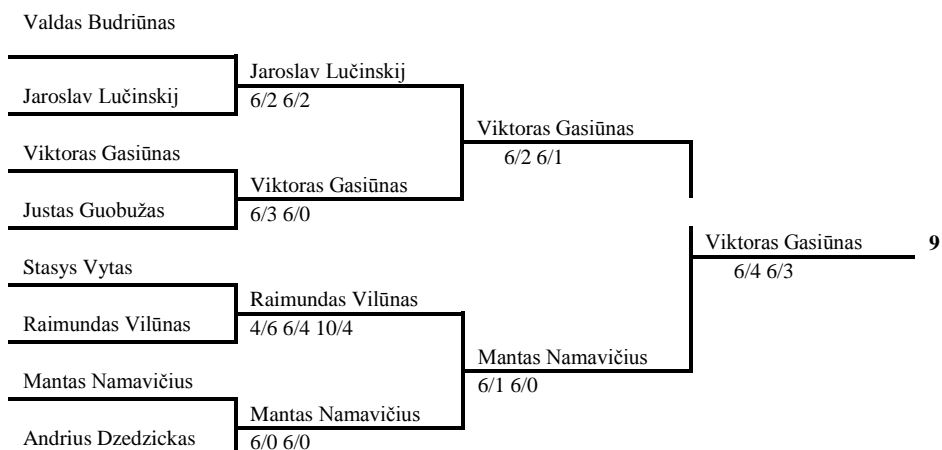 Valdas Budriūnas
Jaroslav Lučinskij
Jaroslav Lučinskij
6/2 6/2
Viktoras Gasiūnas
6/2 6/1
Viktoras Gasiūnas
Viktoras Gasiūnas
Justas Guobužas
6/3 6/0
Viktoras Gasiūnas 9
6/4 6/3
Stasys Vytas
Raimundas Vilūnas
Raimundas Vilūnas
4/6 6/4 10/4
Mantas Namavičius
6/1 6/0
Mantas Namavičius
Mantas Namavičius
Andrius Dzedzickas
6/0 6/0